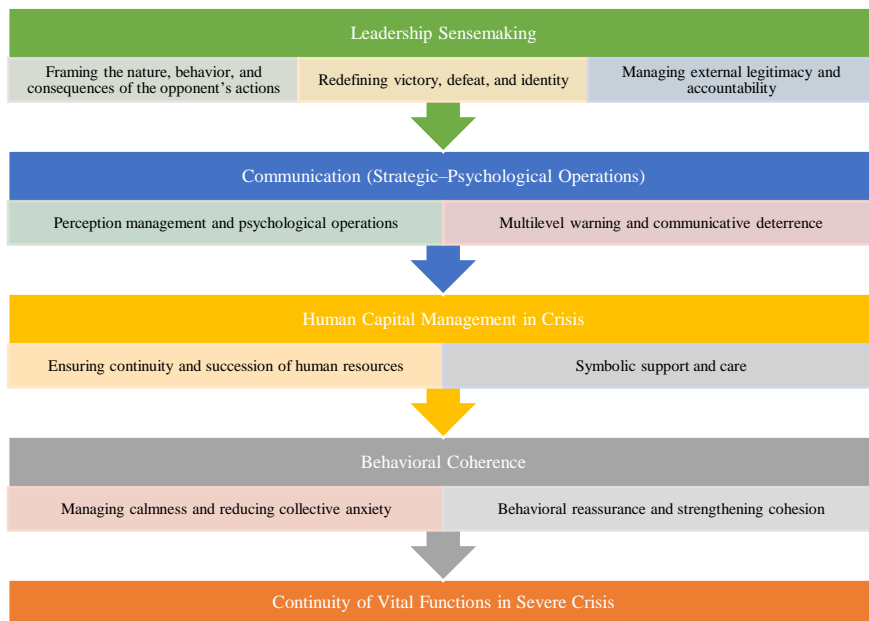 Leadership Sensemaking
Framing the nature, behavior, and
consequences of the opponent’s actions
Redefining victory, defeat, and identity
Managing external legitimacy and
accountability
Communication (Strategic–Psychological Operations)
Perception management and psychological operations
Multilevel warning and communicative deterrence
Human Capital Management in Crisis
Ensuring continuity and succession of human resources
Symbolic support and care
Behavioral Coherence
Managing calmness and reducing collective anxiety
Behavioral reassurance and strengthening cohesion
Continuity of Vital Functions in Severe Crisis